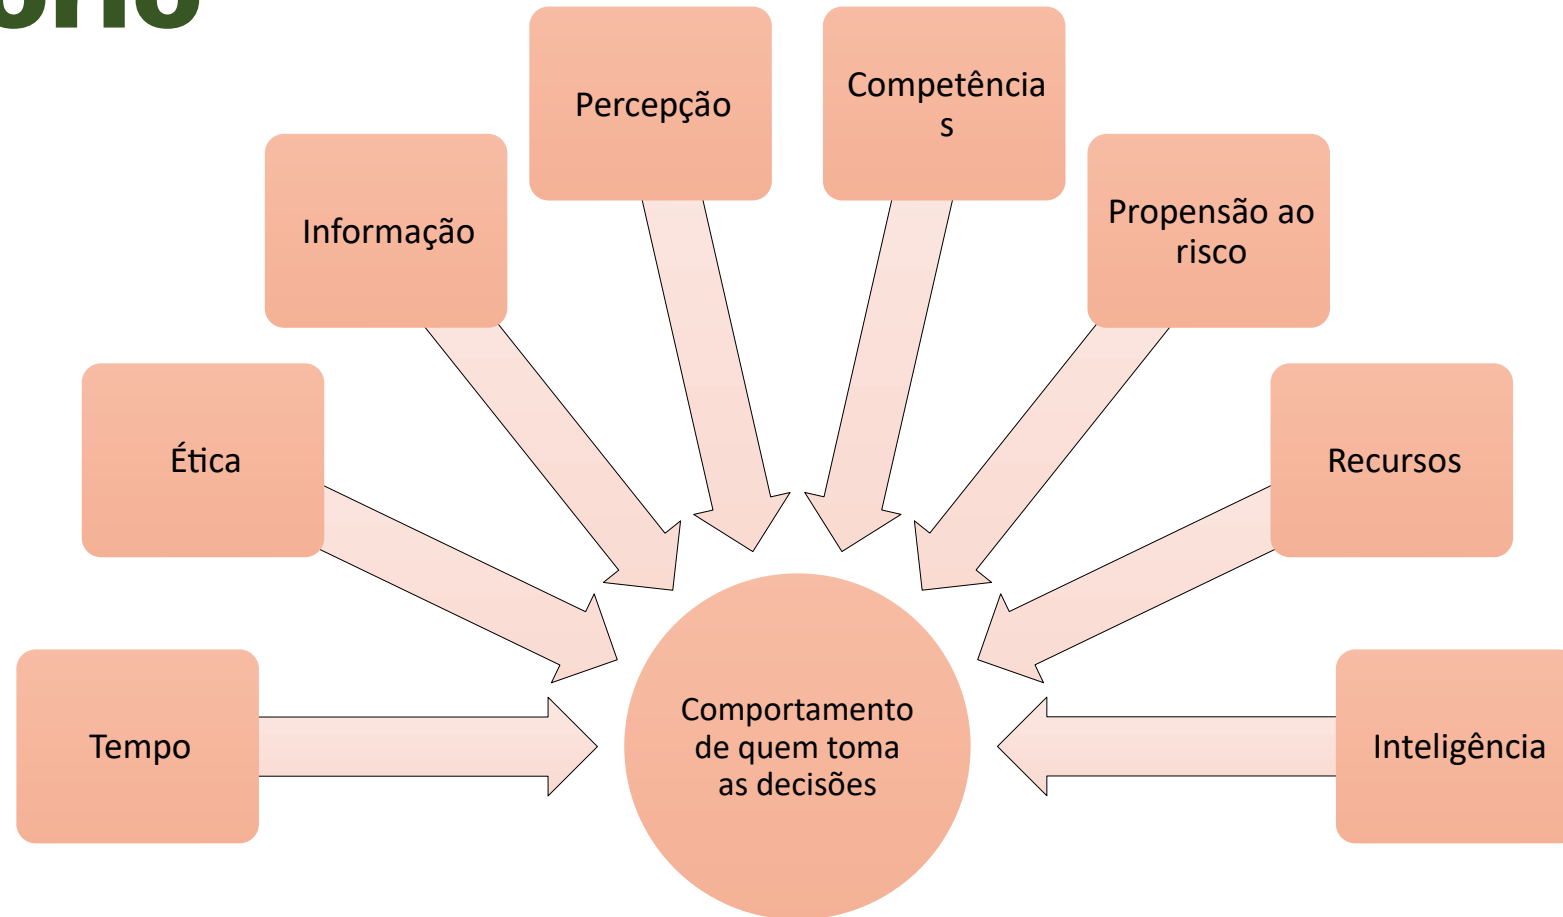 Percepção
Competência
s
Informação
Propensão ao
risco
Ética
Recursos
Tempo
Comportamento
de quem toma
as decisões
Inteligência